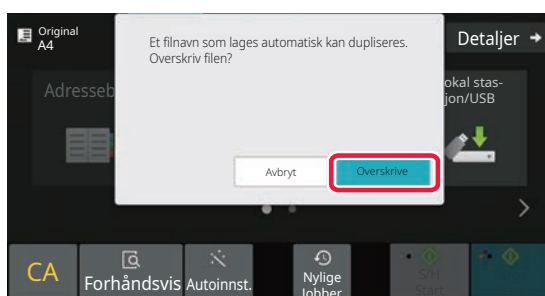 Original
A4
Et filnavn som lages automatisk kan dupliseres.
Overskriv filen?
Detaljer
Adresseb
okal stas-
jon/USB
Avbryt
Overskrive
CA
Forhåndsvis
Autoinnst.
Nylige
Jobber
S/H
Start